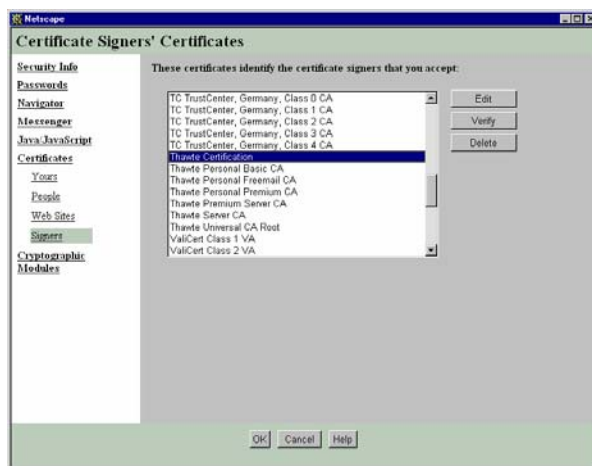 Netscape
Certificate Signers' Certificates
Security Info
Passwords
Navigator
Messenger
Java/JavaScript
Certificates
Yours
People
Web Sites
Signers
Cryptographic
Modules
These certificates identify the certificate signers that you accept:
TC TrustCenter, Germany, Class 0 CA
TC TrustCenter, Germany, Class 1 CA
TC TrustCenter, Germany, Class 2 CA
TC TrustCenter, Germany, Class 3 CA
TC TrustCenter, Germany, Class 4 CA
Thawte Certification
Thawte Personal Basic CA
Thawte Personal Freemail CA
Thawte Personal Premium CA
Thawte Premium Server CA
Thawte Server CA
Thawte Universal CA Root
ValiCert Class 1 VA
ValiCert Class 2 VA
Edit
Verify
Delete
OK Cancel Help